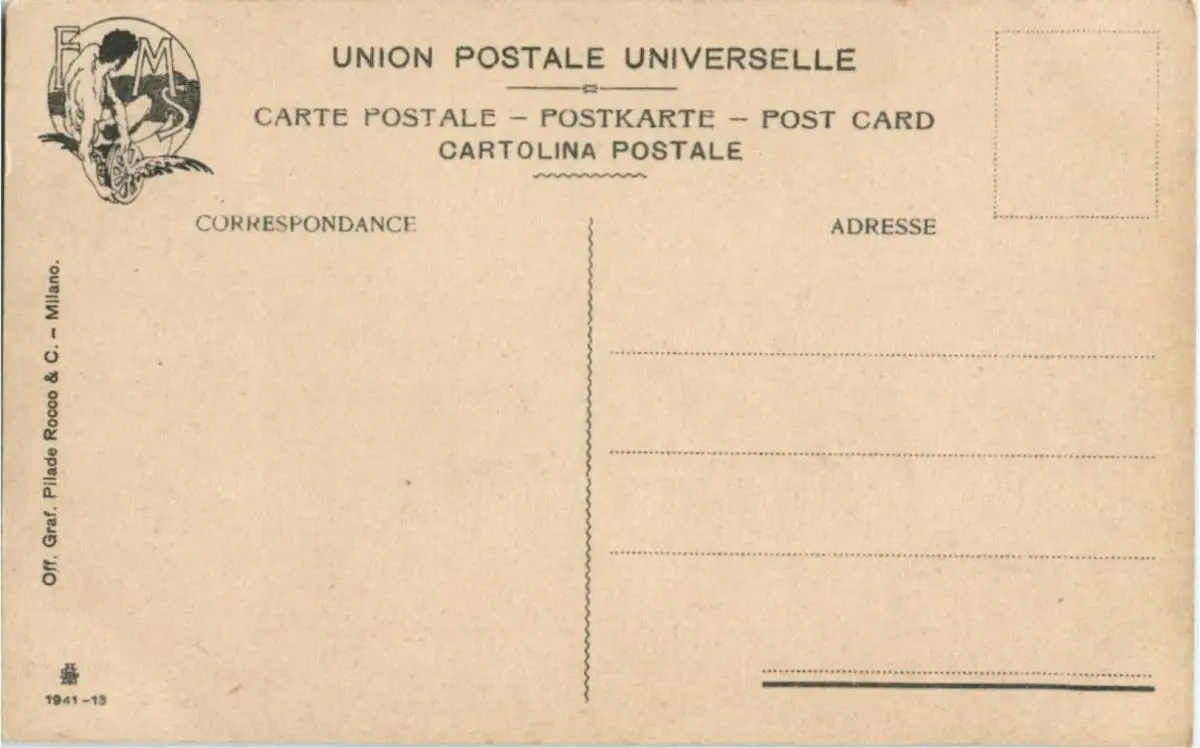 F M S
UNION POSTALE UNIVERSELLE
CARTE POSTALE – POSTKARTE – POST CARD
CARTOLINA POSTALE
CORRESPONDANCE
ADRESSE
Off. Graf. Pilade Rocco & C. – Milano.
1941–13